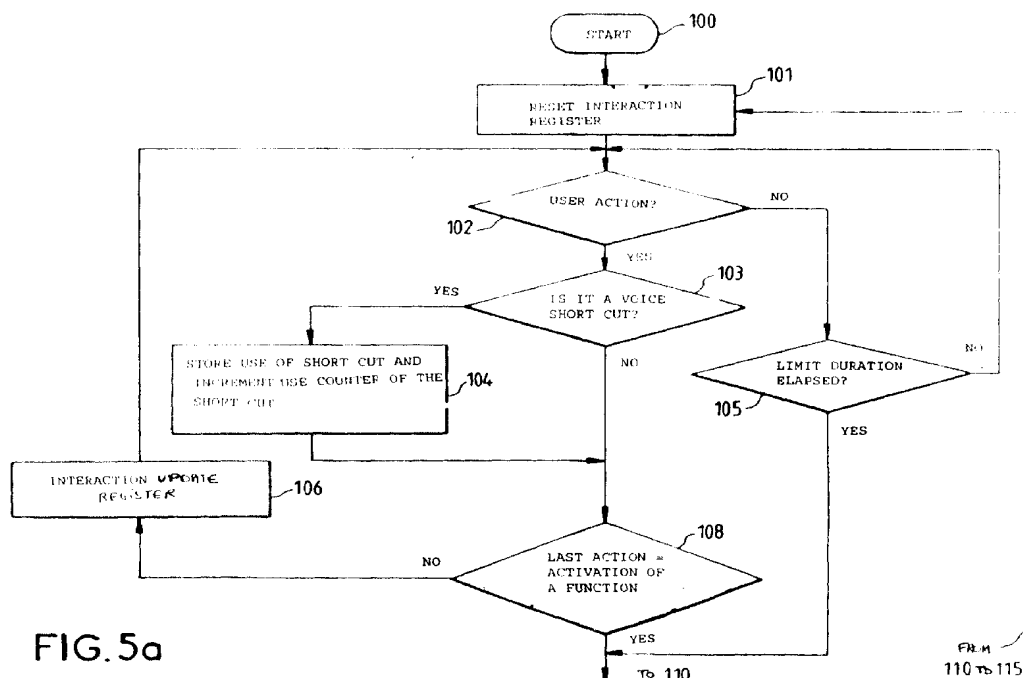 START
100
RESET INTERACTION
REGISTER
101
USER ACTION?
NO
102
YES
103
YES
IS IT A VOICE
SHORT CUT?
NO
STORE USE OF SHORT CUT AND
INCREMENT USE COUNTER OF THE
SHORT CUT
104
LIMIT DURATION
ELAPSED?
NO
105
YES
INTERACTION UPDATE
REGISTER
106
108
NO
LAST ACTION =
ACTIVATION OF
A FUNCTION
YES
FIG.5a
TO 110
FROM
110 TO 115